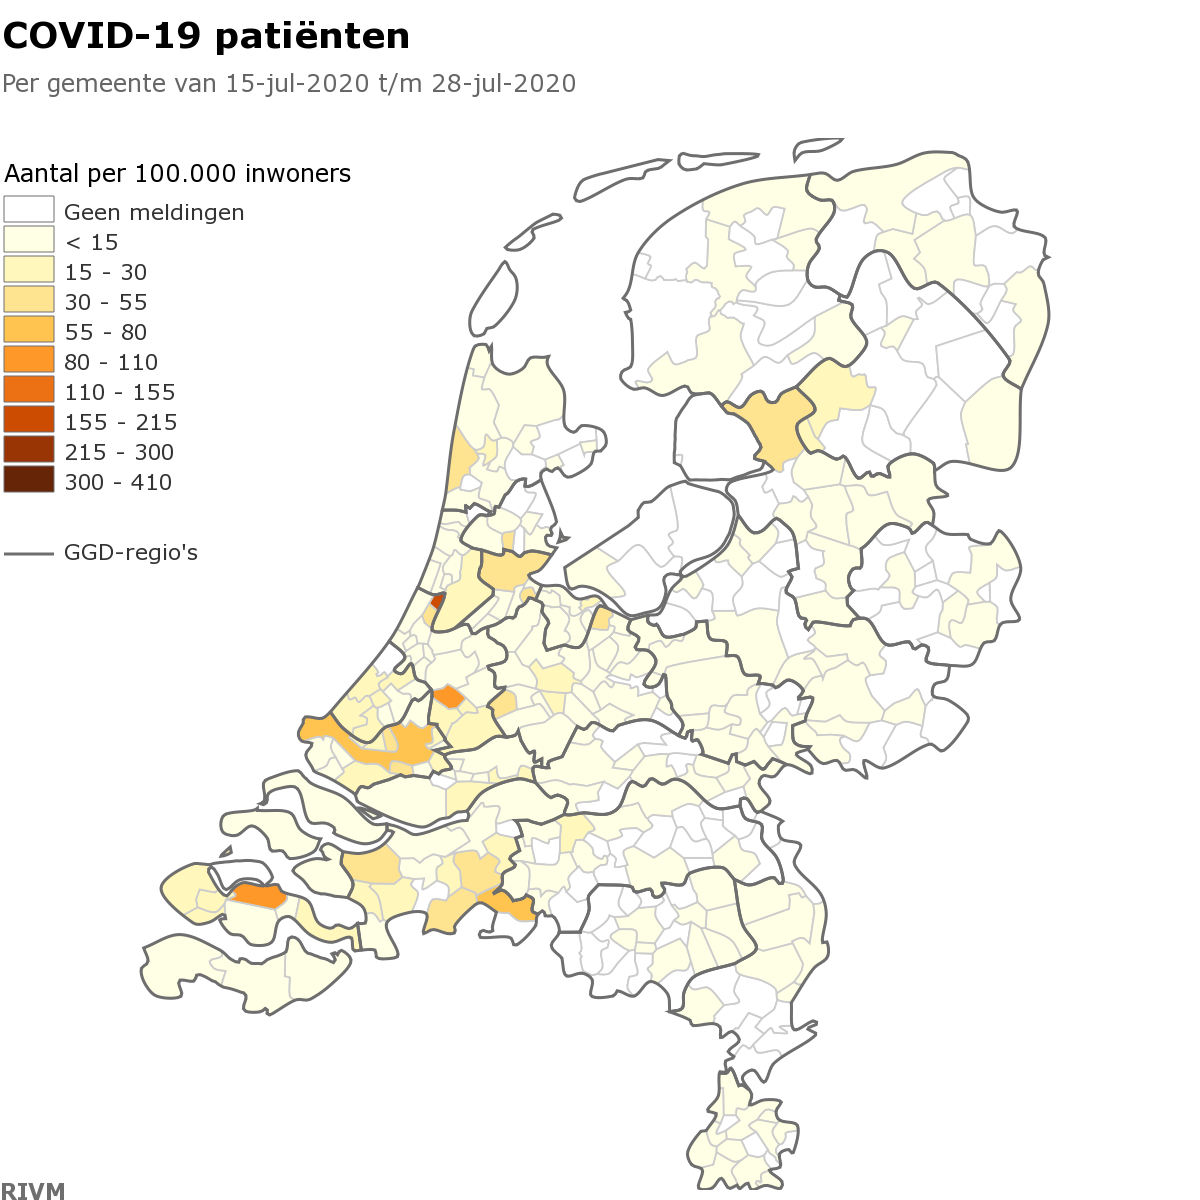 COVID-19 patiënten
Per gemeente van 15-jul-2020 t/m 28-jul-2020
Aantal per 100.000 inwoners
Geen meldingen
< 15
15 - 30
30 - 55
55 - 80
80 - 110
110 - 155
155 - 215
215 - 300
300 - 410
GGD-regio's
RIVM